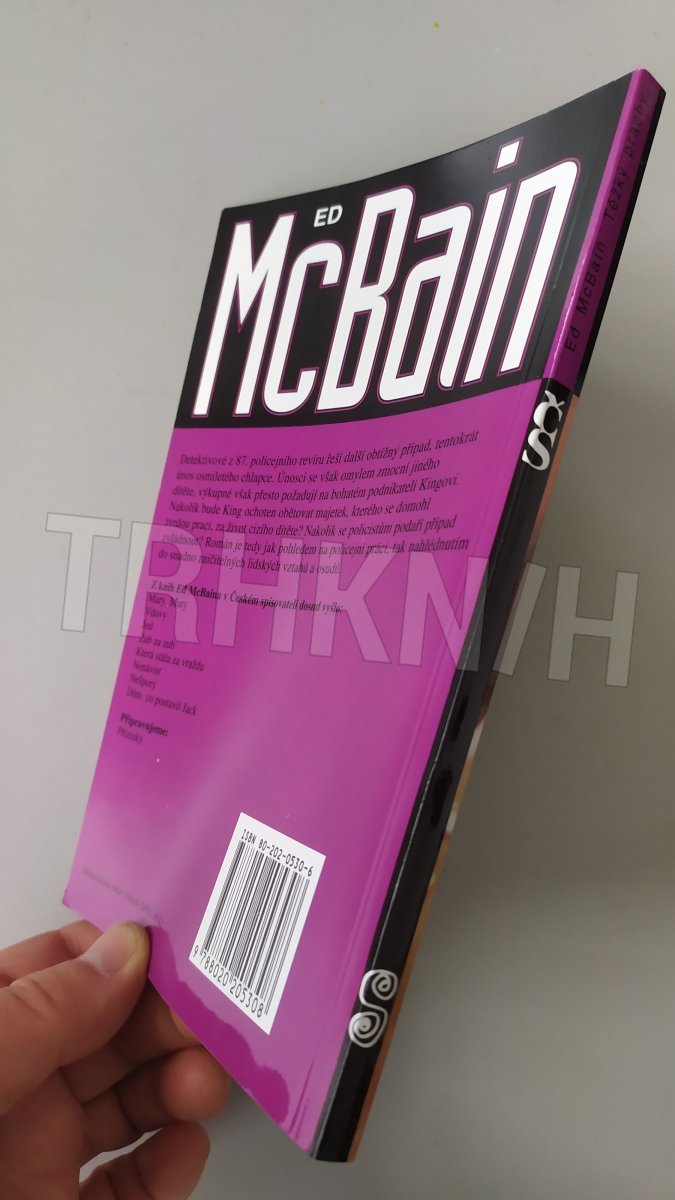 ED
McBain
Detektivové z 87. policejního revíru řeší další obtížný případ, tentokrát
únos osmiletého chlapce. Únosci se však omylem zmocní jiného
dítěte, výkupné však přesto požadují na bohatém podnikateli Kingovi.
Nakolik bude King ochoten obětovat majetek, kterého se domohl
tvrdou prací, za život cizího dítěte? Nakolik se policistům podaří případ
zvládnout? Román je tedy jak pohledem na policejní práci, tak nahlédnutím
do snadno zničitelných lidských vztahů a osudů.
Z knih Ed McBaina v Českém spisovateli dosud vyšlo:
Mary, Mary
Vdovy
Jed
Zub za zub
Která stála za vraždu
Nenávist
Nešpory
Dům, co postavil Jack
Připravujeme:
Přízraky
ISBN 80-202-0530-6
9 788020 205308
Ed McBain Těžký prachy
TRHKNIH